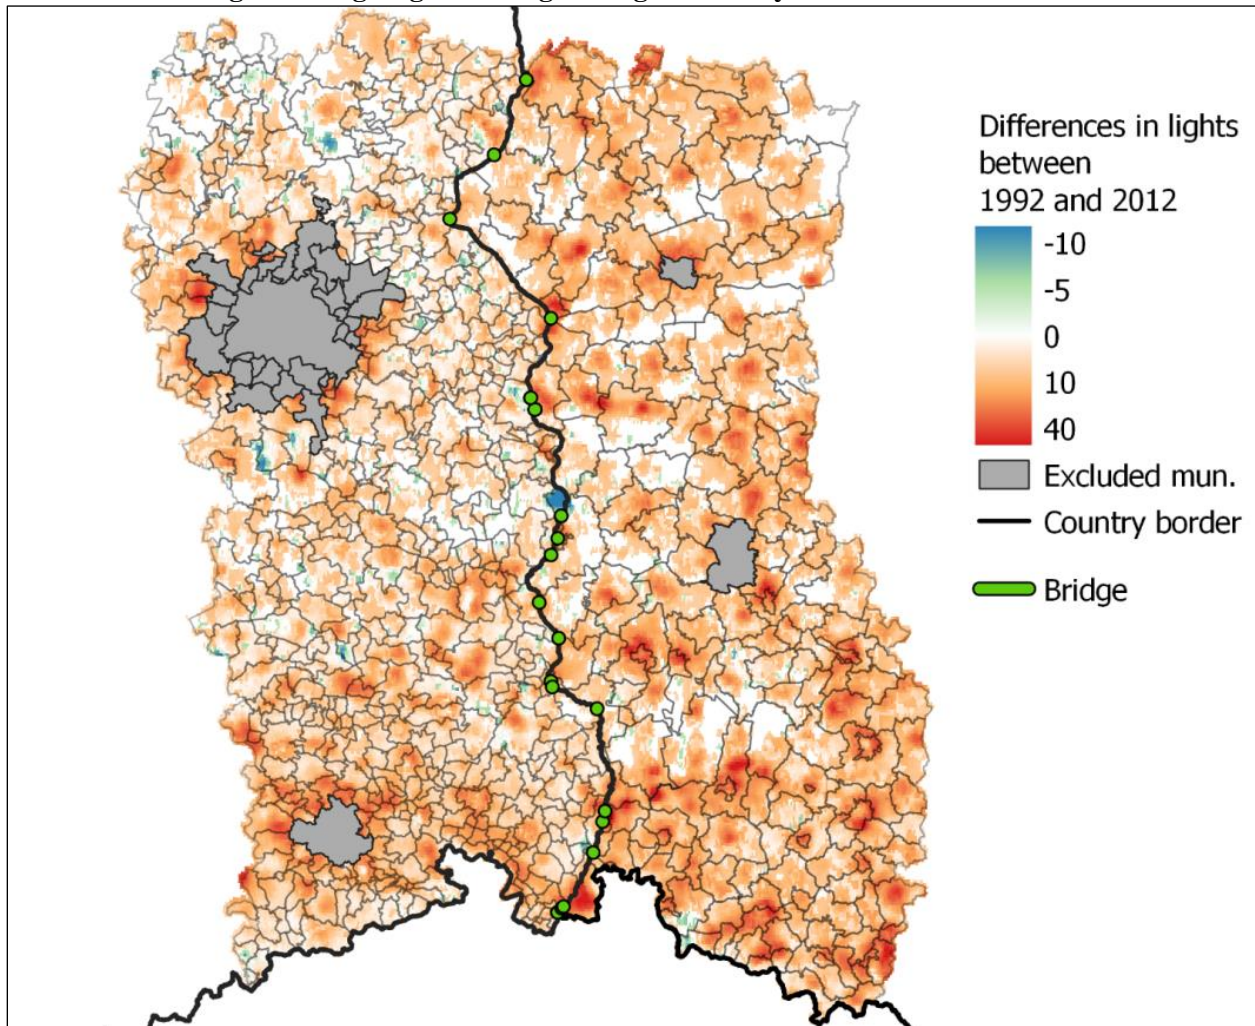 Differences in lights
between
1992 and 2012
-10
-5
0
10
40
Excluded mun.
Country border
Bridge